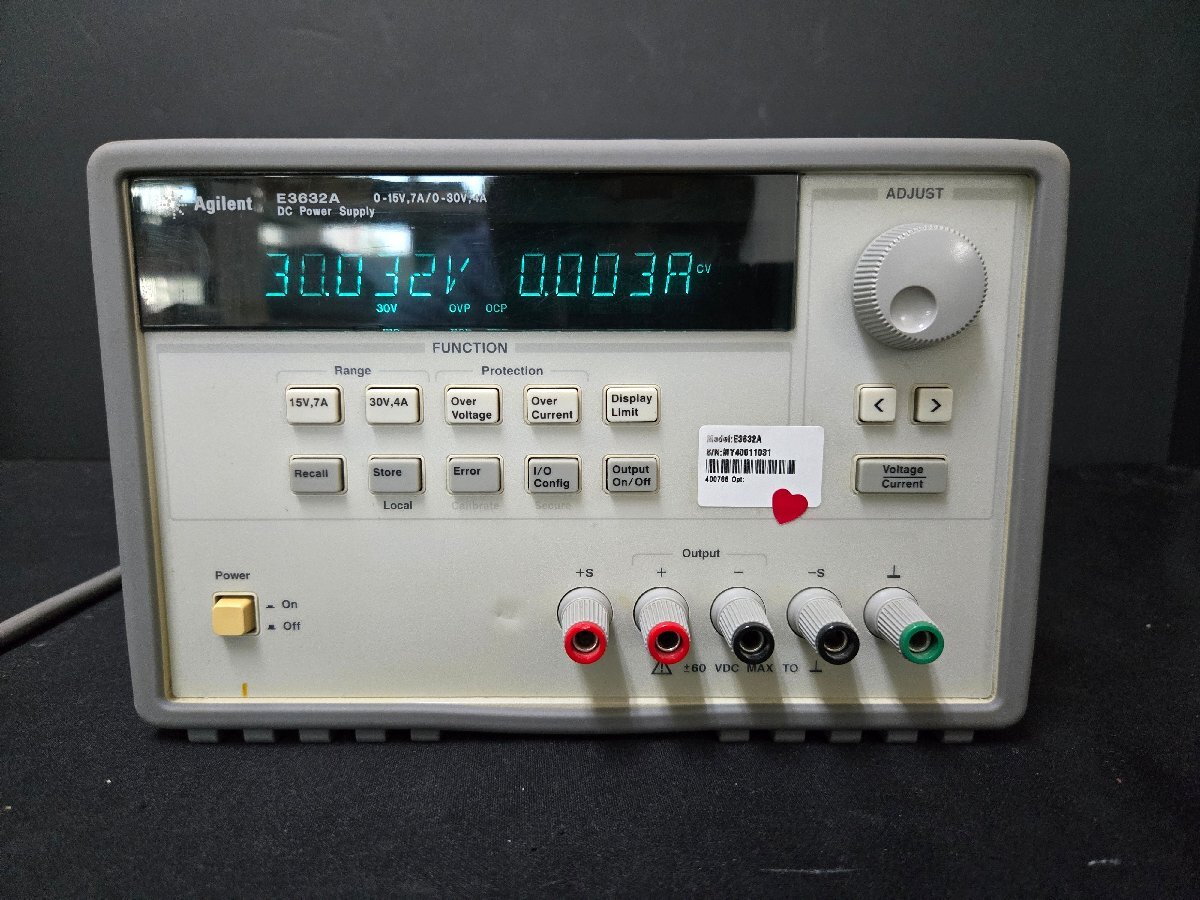 Agilent E3632A 0-15V,7A/0-30V,4A
DC Power Supply
30.032V 0.003A CV
30V OVP OCP
ADJUST
FUNCTION
Range Protection
15V,7A 30V,4A Over Voltage Over Current Display Limit
< >
Recall Store Error I/O Config Output On/Off
Voltage
Current
Local Calibrate Secure
Model:E3632A
400766 Opt:
Power
On
Off
Output
+S + − −S ⊥
⚠ ±60 VDC MAX TO ⊥